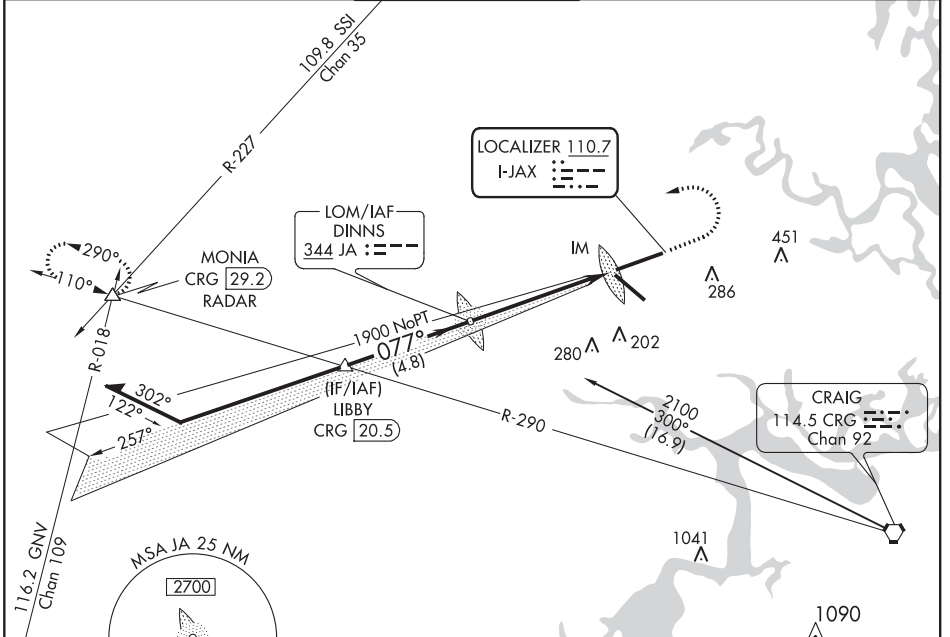 109.8 SSI
Chan 35
R-227
LOCALIZER 110.7
I-JAX
LOM/IAF
DINNS
344 JA
IM
451
286
290°
110°
MONIA
CRG 29.2
RADAR
R-018
1900 NoPT
077°
(4.8)
280
202
302°
122°
257°
(IF/IAF)
LIBBY
CRG 20.5
R-290
2100
300°
(16.9)
CRAIG
114.5 CRG
Chan 92
116.2 GNV
Chan 109
MSA JA 25 NM
2700
1041
1090